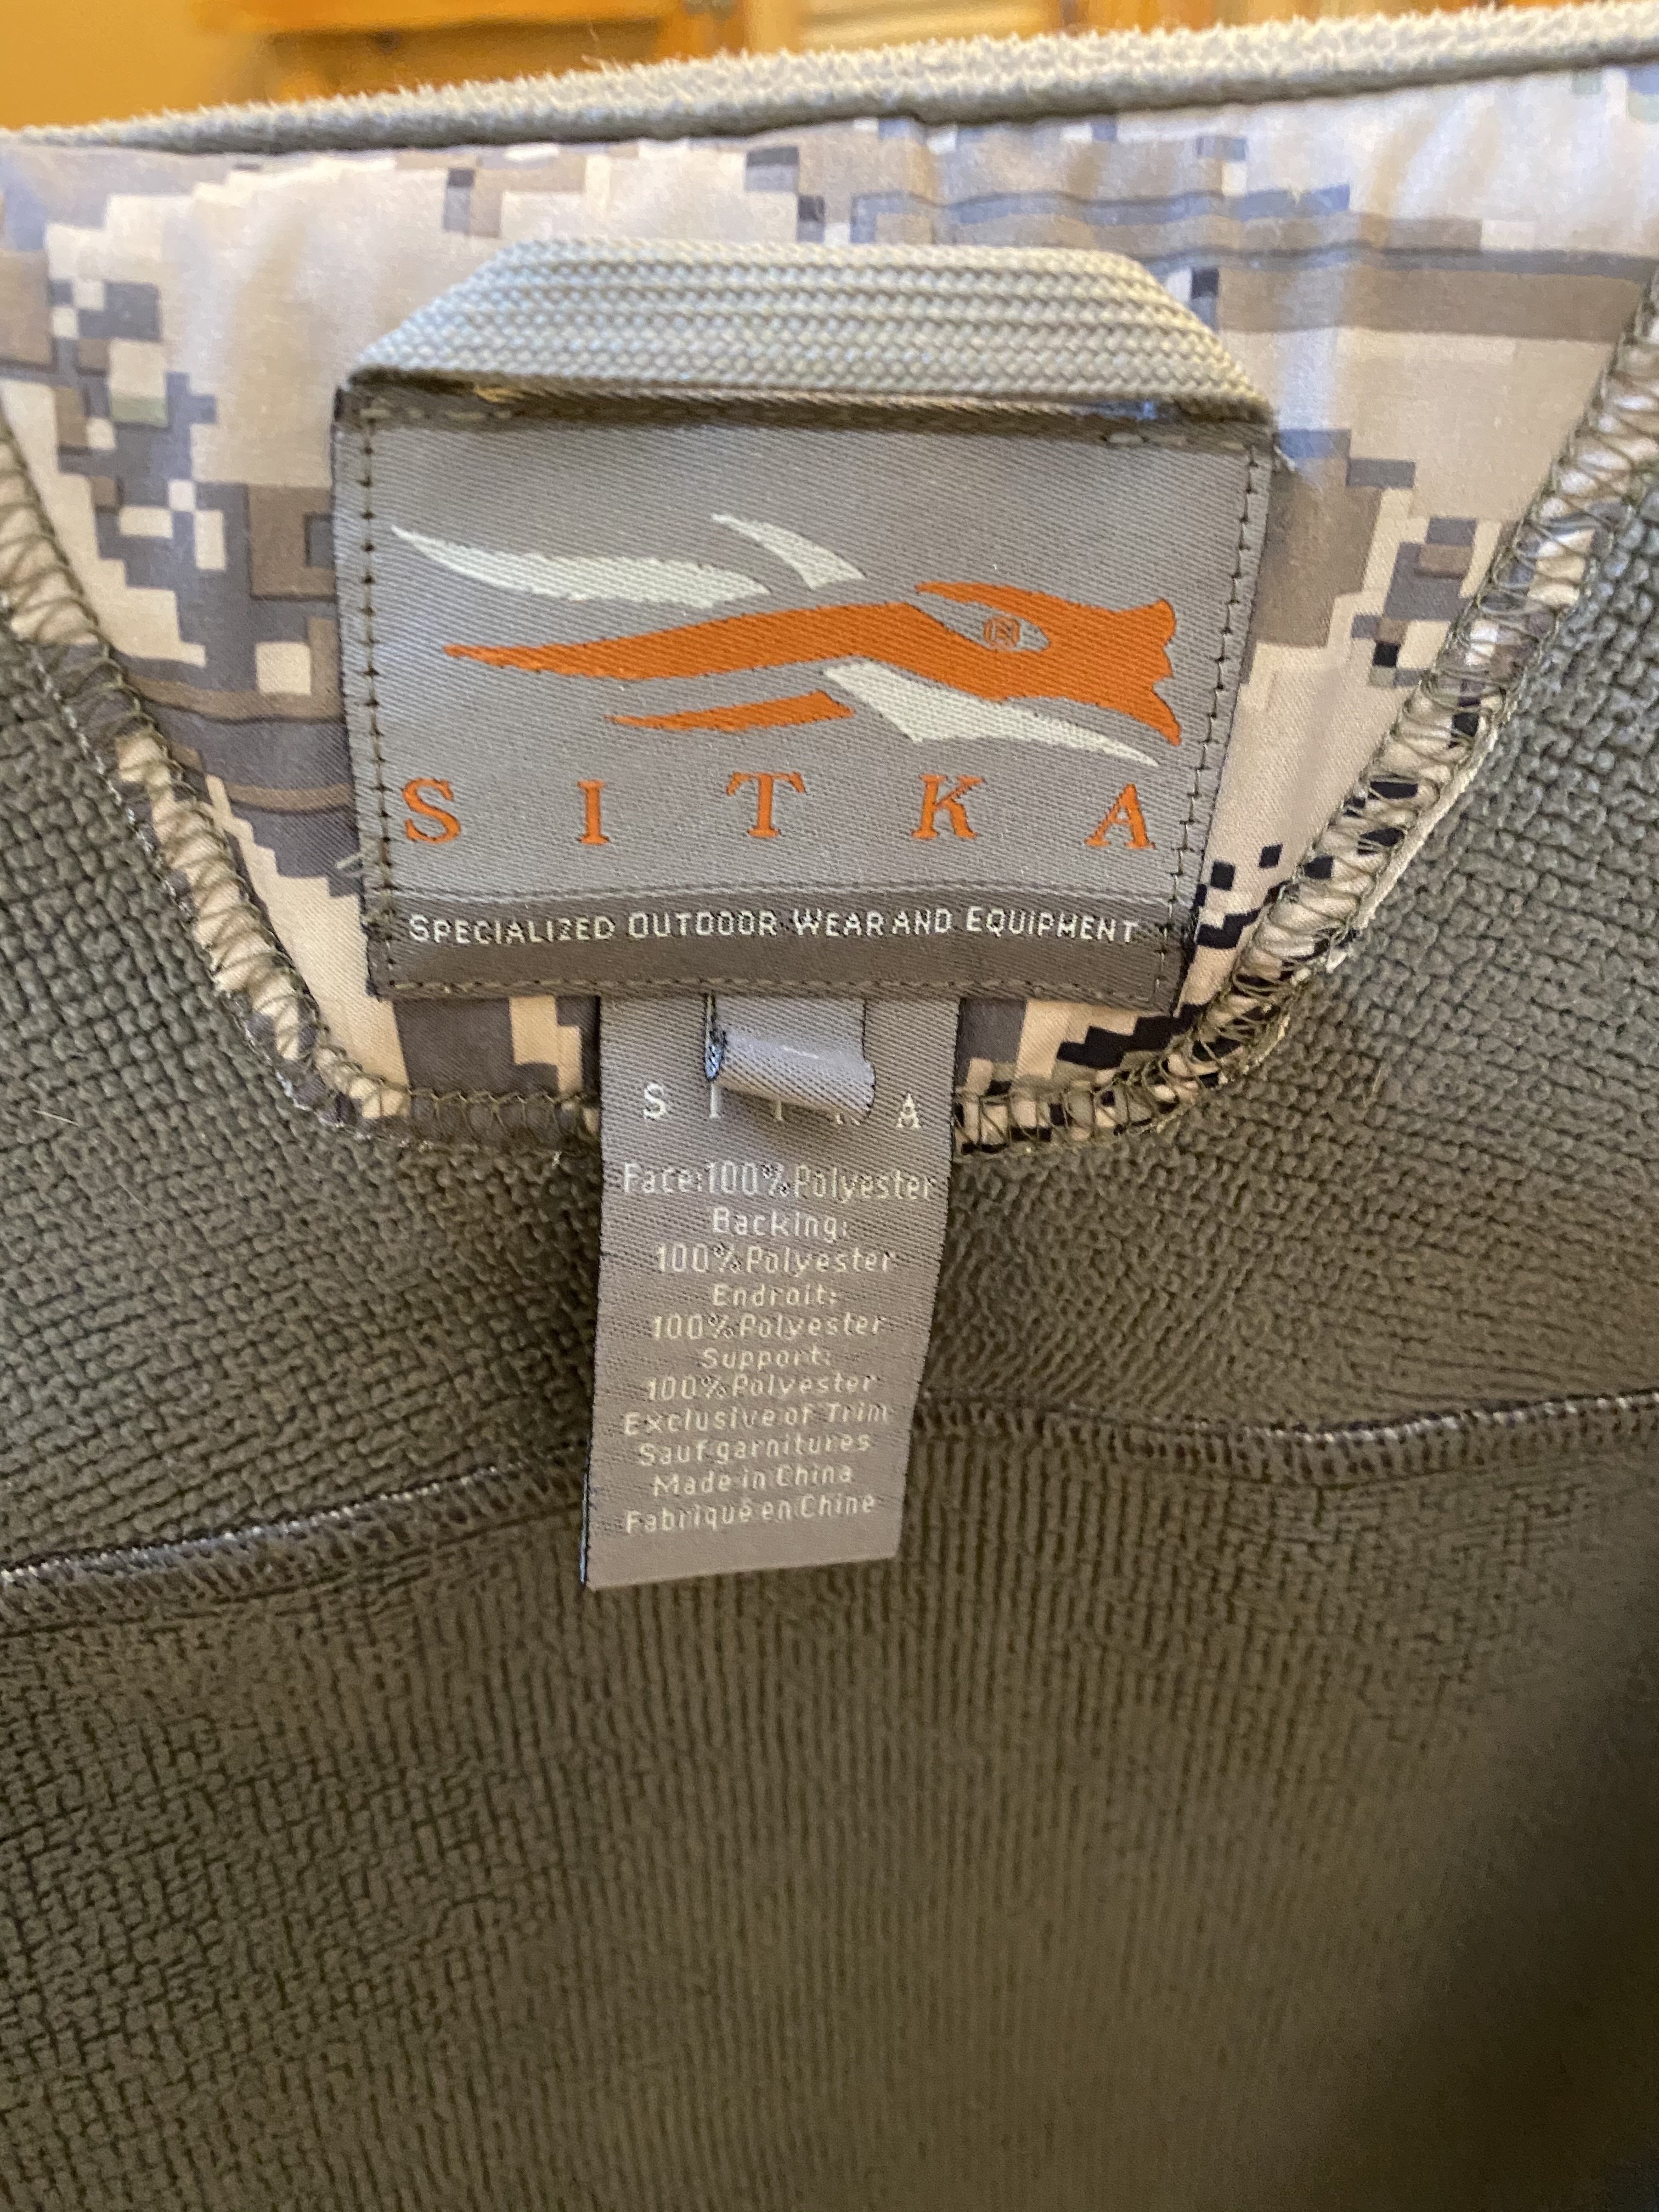 SITKA
SPECIALIZED OUTDOOR WEAR AND EQUIPMENT
SITKA
Face:100%Polyester
Backing:
100%Polyester
Endroit:
100%Polyester
Support:
100%Polyester
Exclusive of Trim
Sauf garnitures
Made in China
Fabriqué en Chine